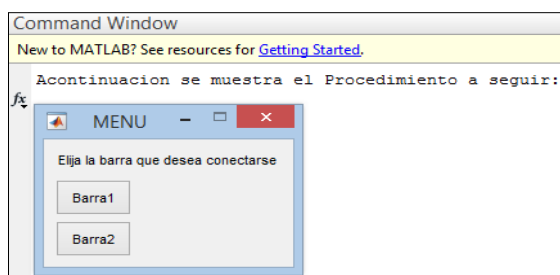 Command Window
New to MATLAB? See resources for Getting Started.
Acontinuacion se muestra el Procedimiento a seguir:
fx
MENU
Elija la barra que desea conectarse
Barra1
Barra2